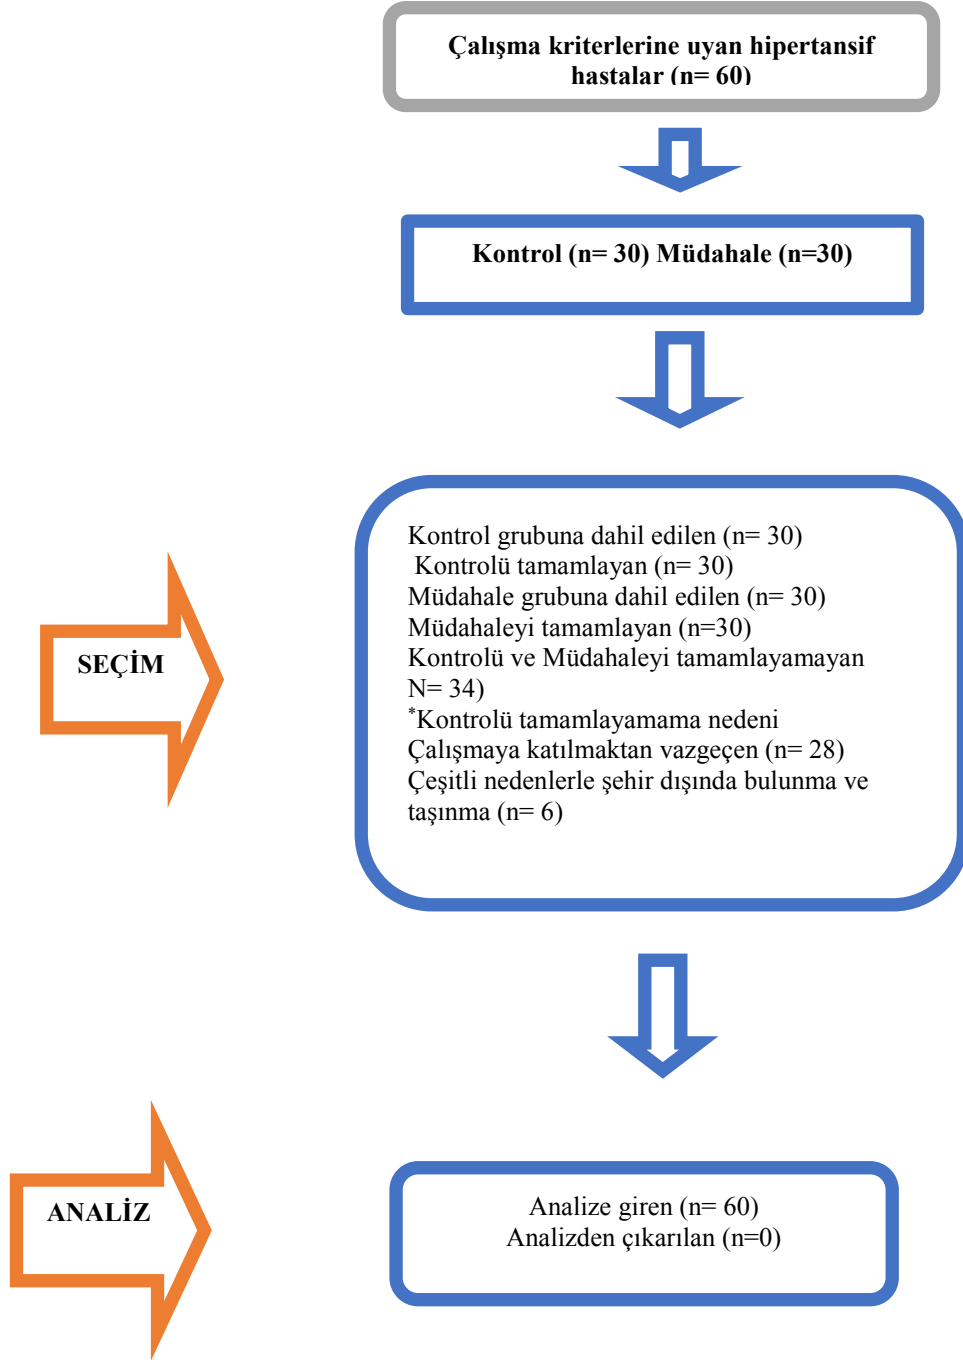 Çalışma kriterlerine uyan hipertansif
hastalar (n= 60)
Kontrol (n= 30) Müdahale (n=30)
SEÇİM
Kontrol grubuna dahil edilen (n= 30)
Kontrolü tamamlayan (n= 30)
Müdahale grubuna dahil edilen (n= 30)
Müdahaleyi tamamlayan (n=30)
Kontrolü ve Müdahaleyi tamamlayamayan
N= 34)
*Kontrolü tamamlayamama nedeni
Çalışmaya katılmaktan vazgeçen (n= 28)
Çeşitli nedenlerle şehir dışında bulunma ve
taşınma (n= 6)
ANALİZ
Analize giren (n= 60)
Analizden çıkarılan (n=0)